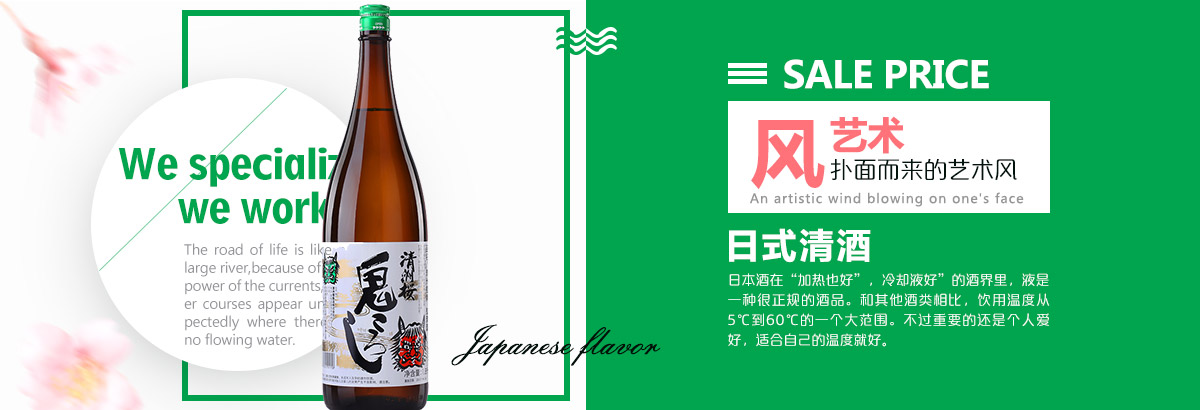 We speciali
we work
The road of life is like
large river,because of
power of the currents,
er courses appear un
pectedly where there
no flowing water.
清洲桜
鬼ころし
Japanese flavor
SALE PRICE
风 艺术
扑面而来的艺术风
An artistic wind blowing on one's face
日式清酒
日本酒在“加热也好”，冷却液好”的酒界里，液是
一种很正规的酒品。和其他酒类相比，饮用温度从
5℃到60℃的一个大范围。不过重要的还是个人爱
好，适合自己的温度就好。